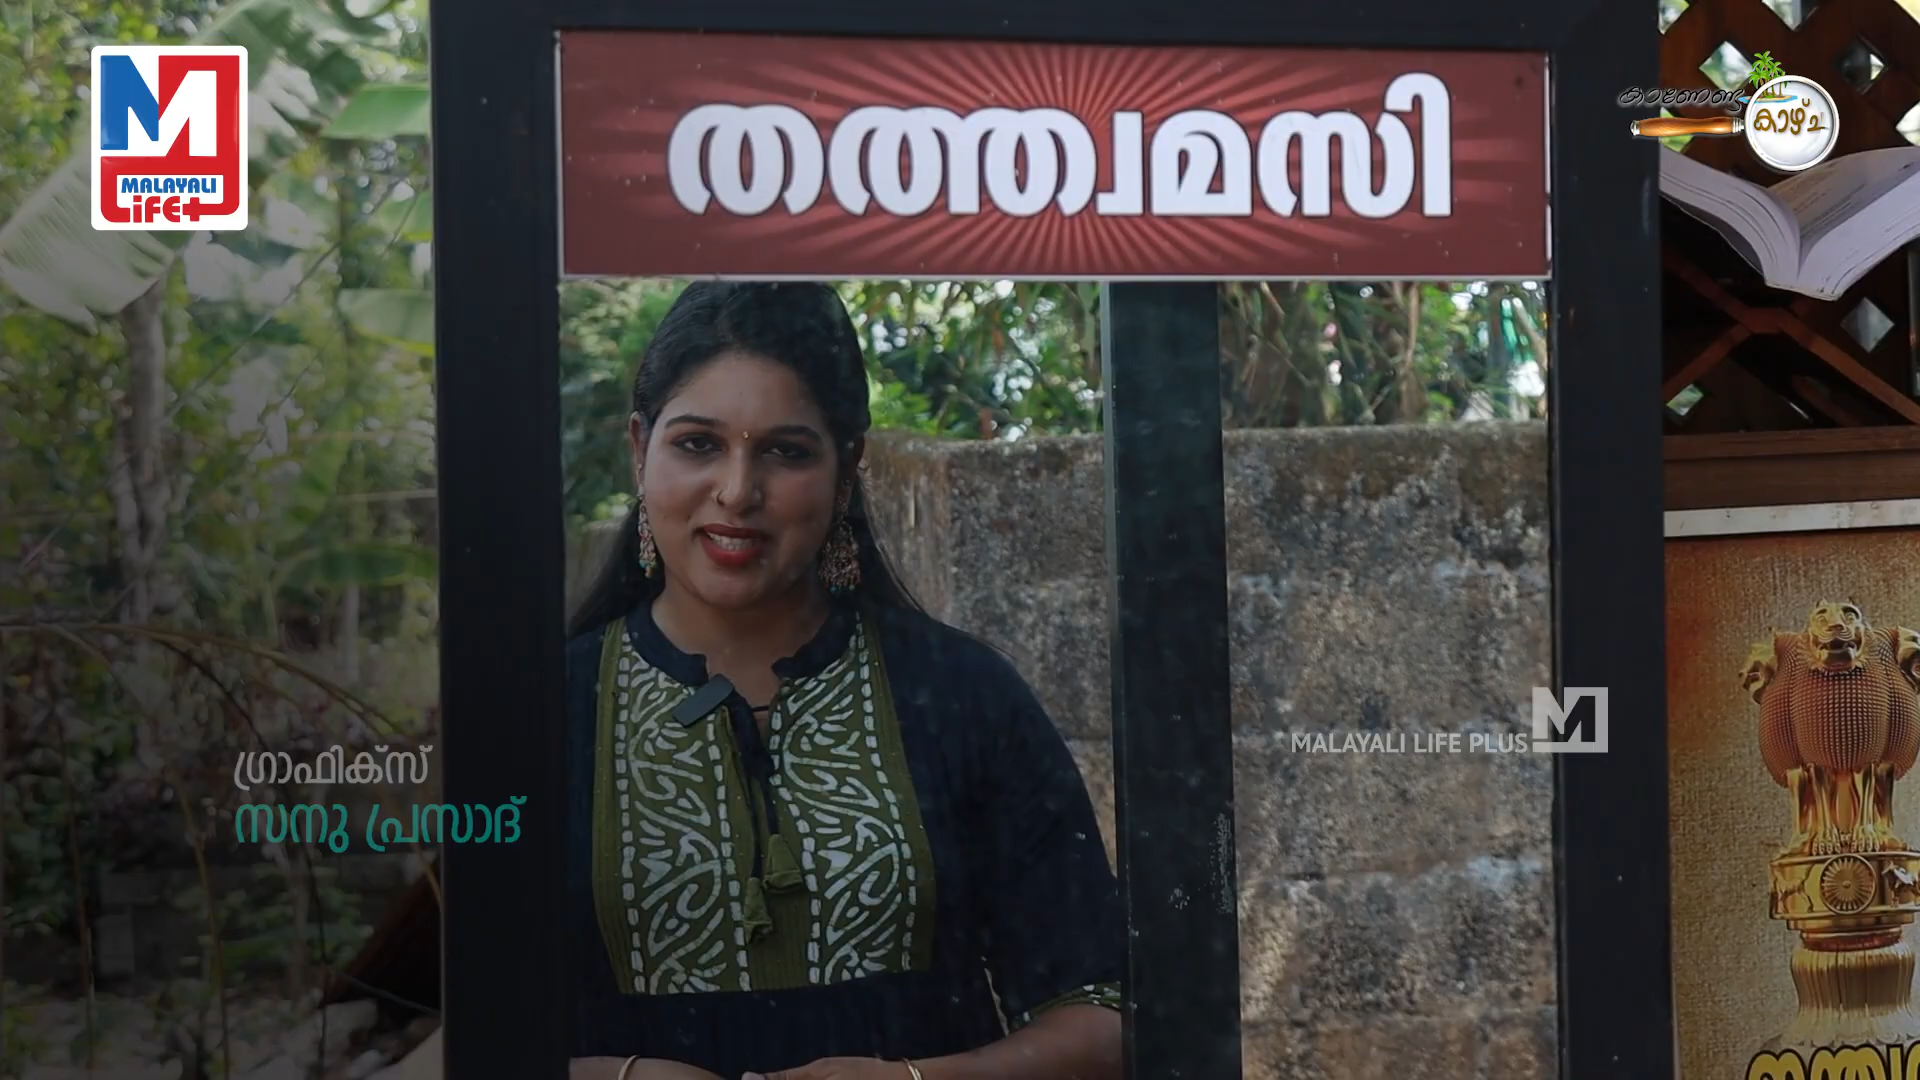 MALAYALI
LiFE+
തത്ത്വമസി
കാണേണ്ട
കാഴ്ച
MALAYALI LIFE PLUS
ഗ്രാഫിക്സ്
സനു പ്രസാദ്